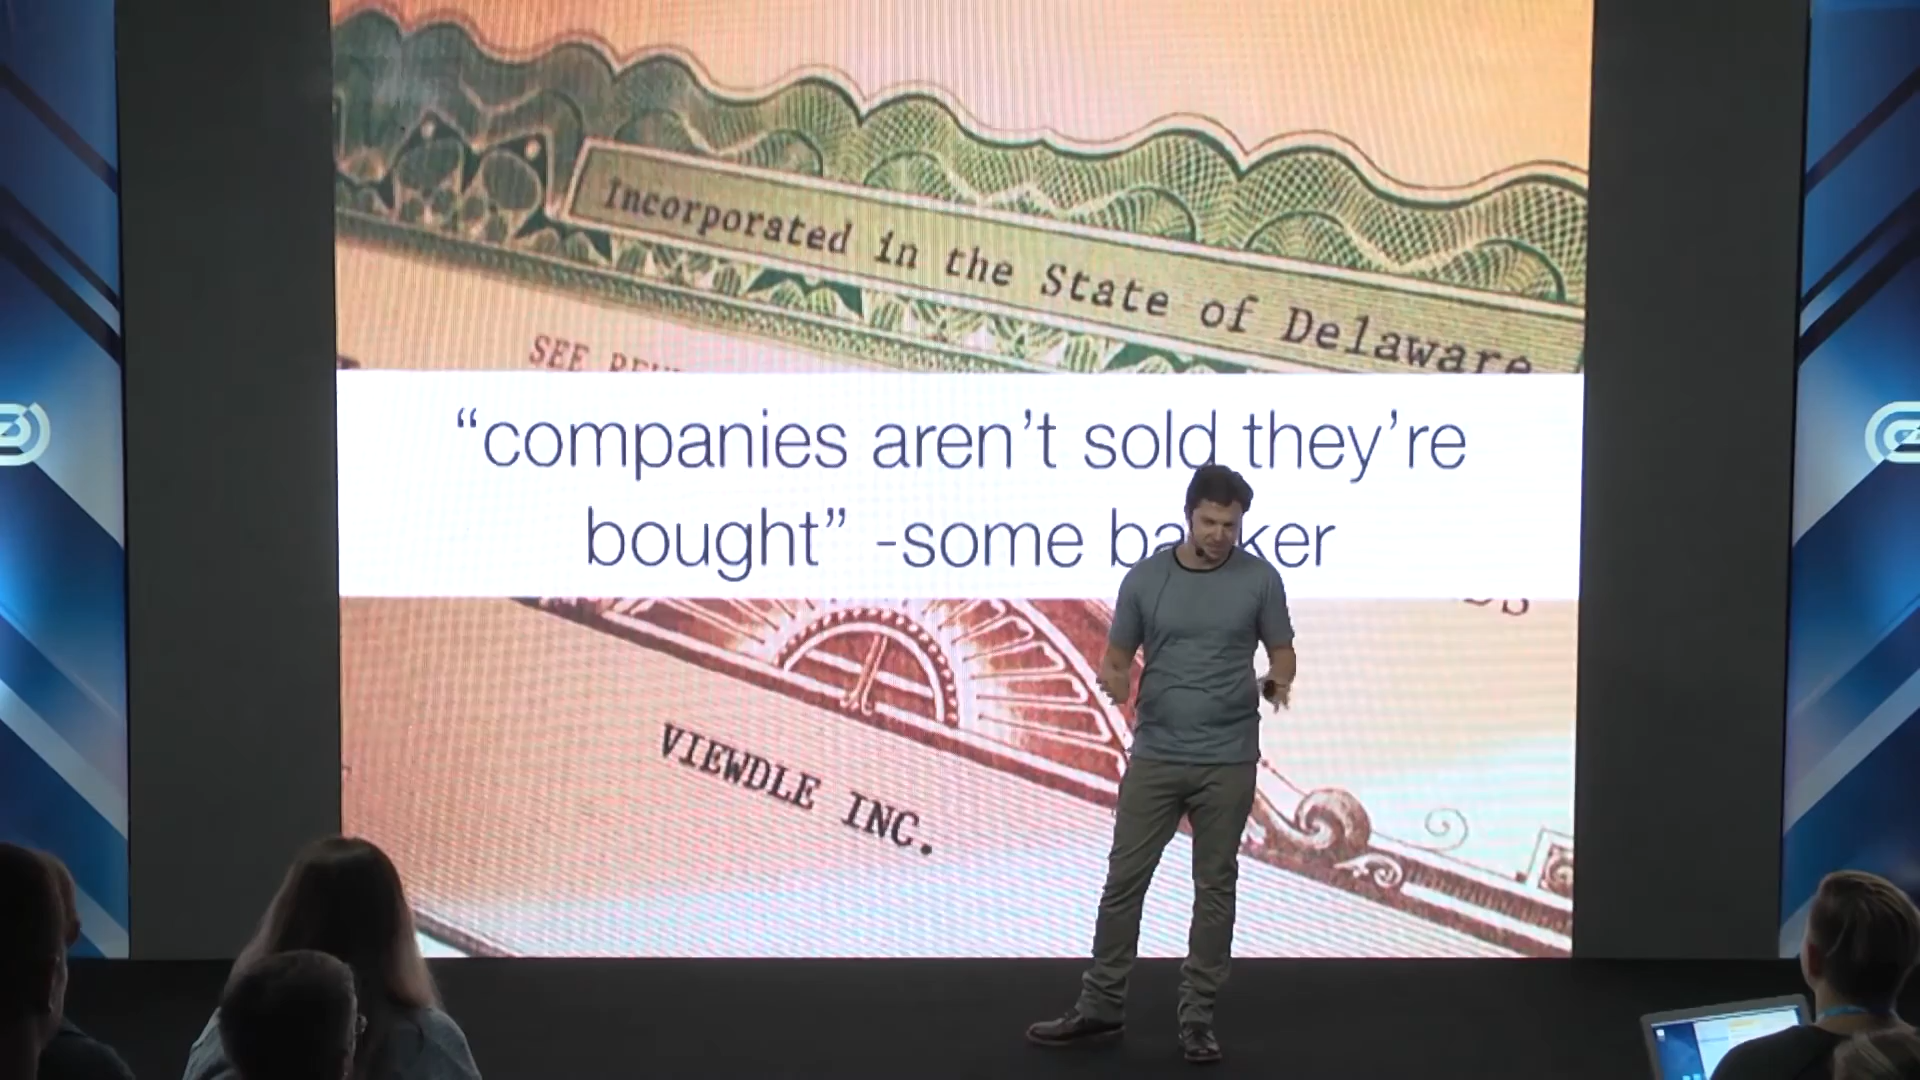 Incorporated in the State of Delaware
SEE
“companies aren’t sold they’re
bought” -some
VIEWDLE INC.